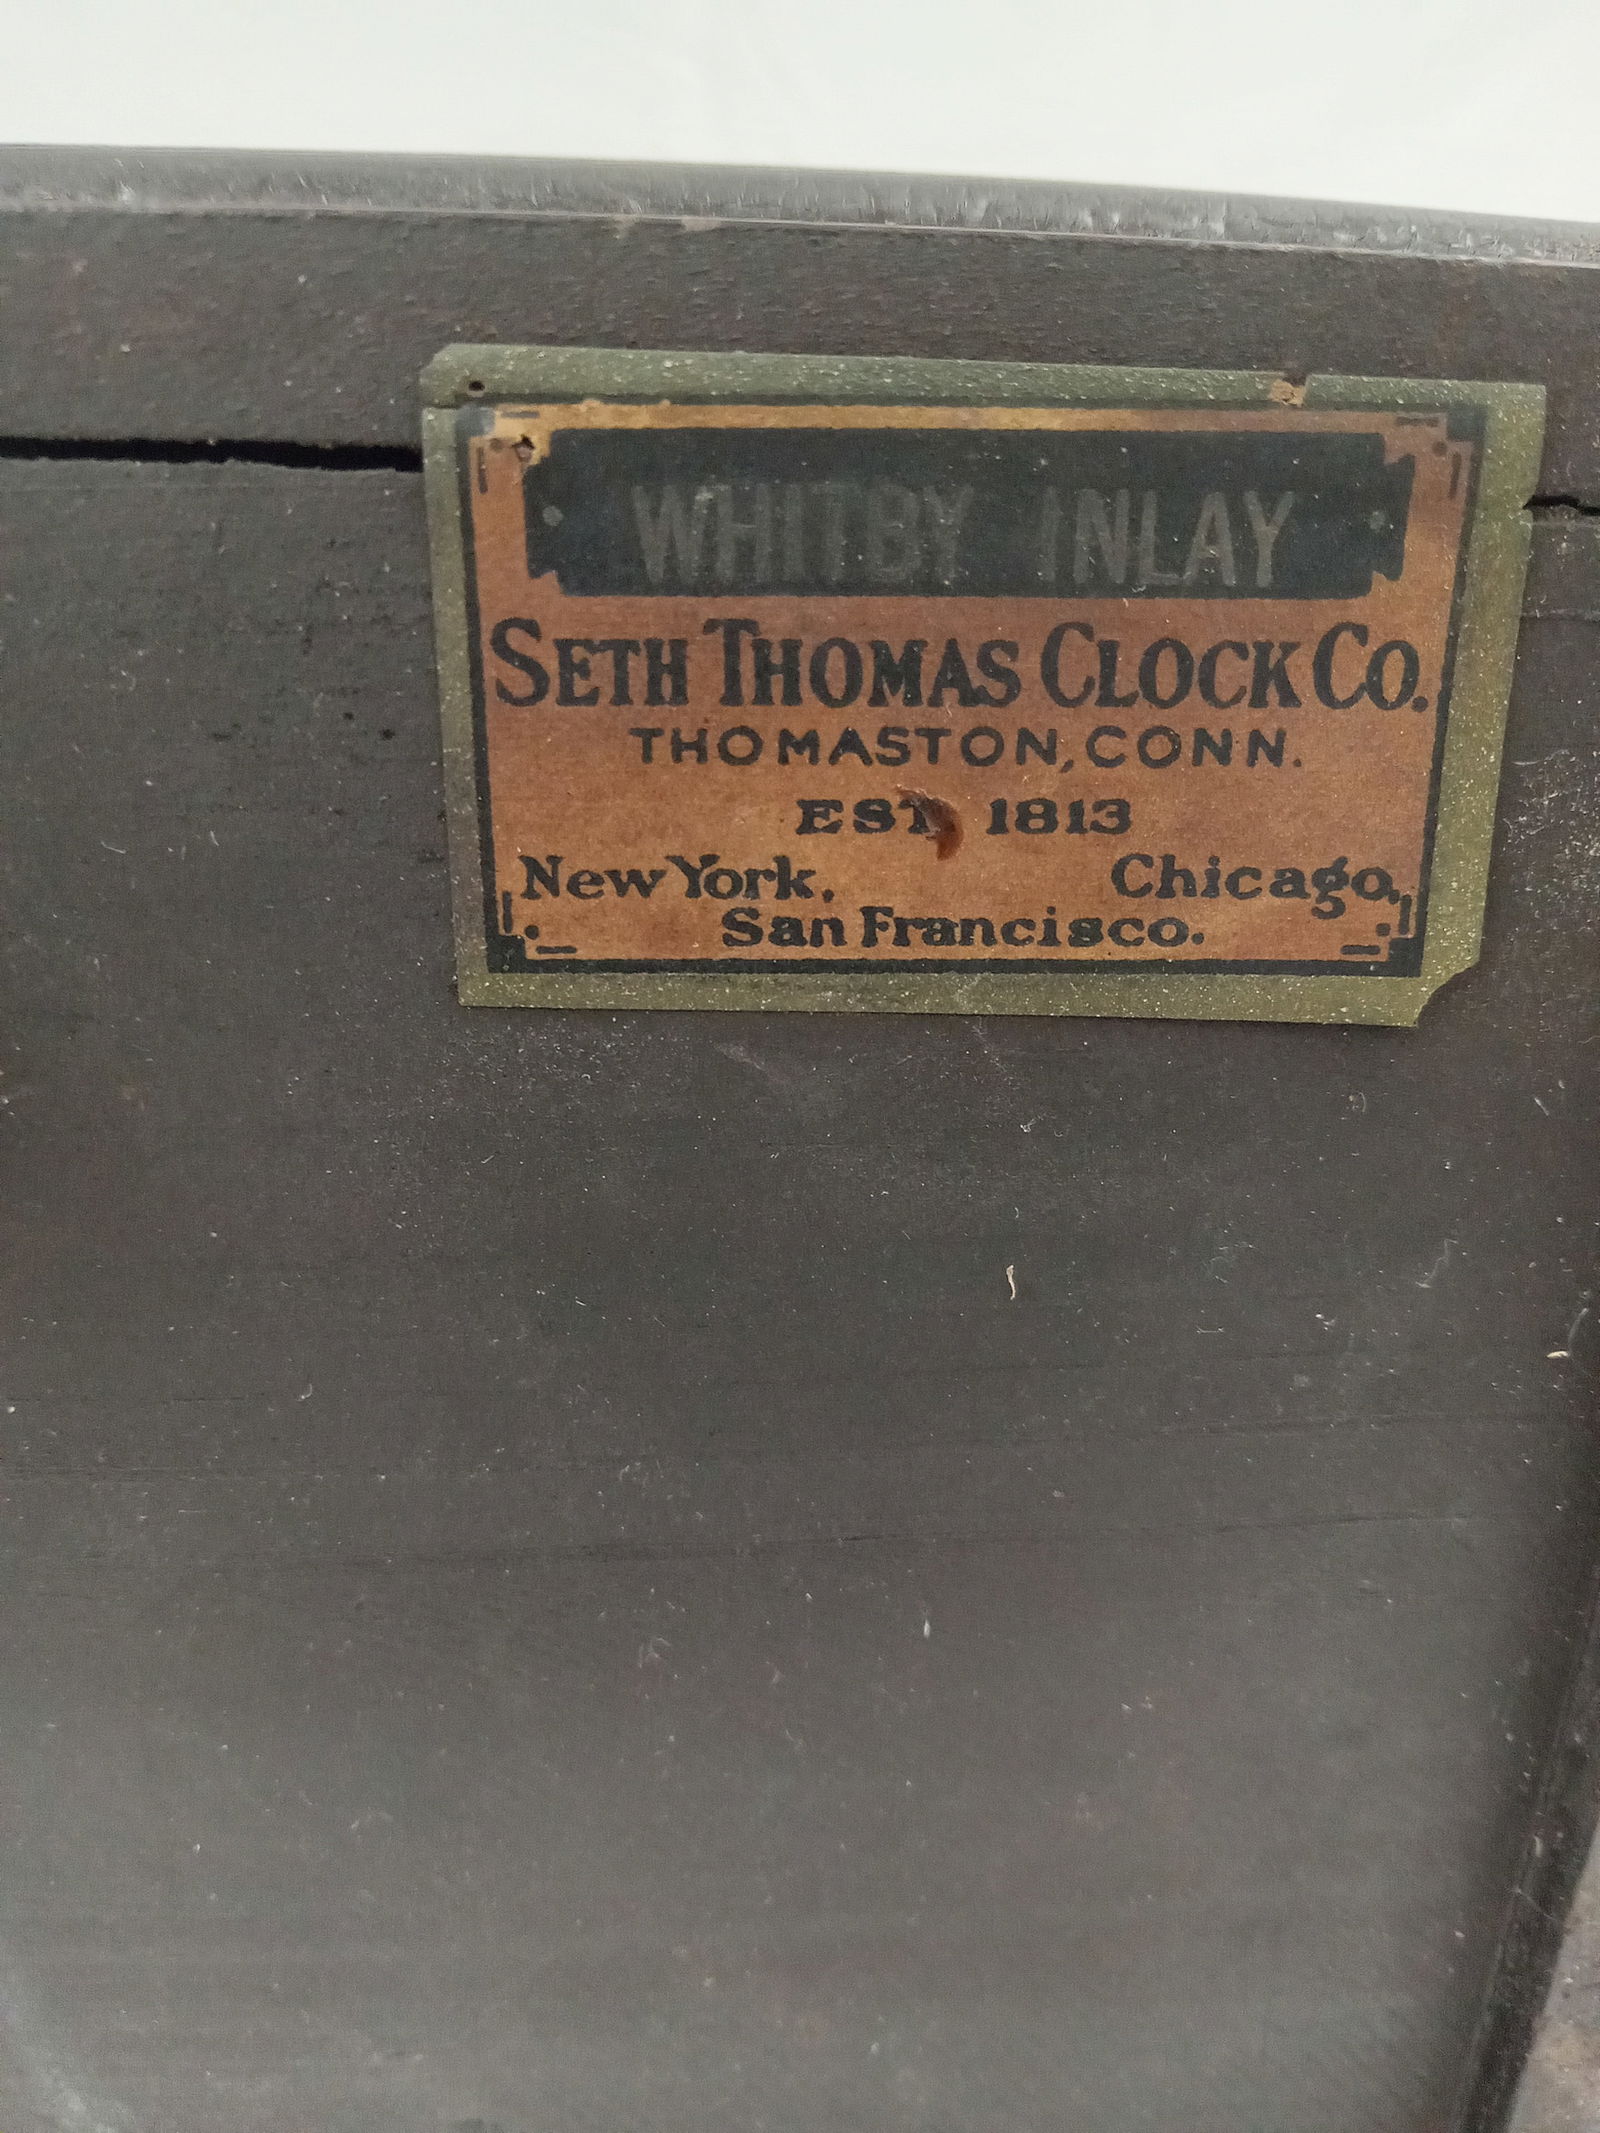 WHITBY INLAY
SETH THOMAS CLOCK CO.
THOMASTON, CONN.
EST 1813
New York, Chicago,
San Francisco.